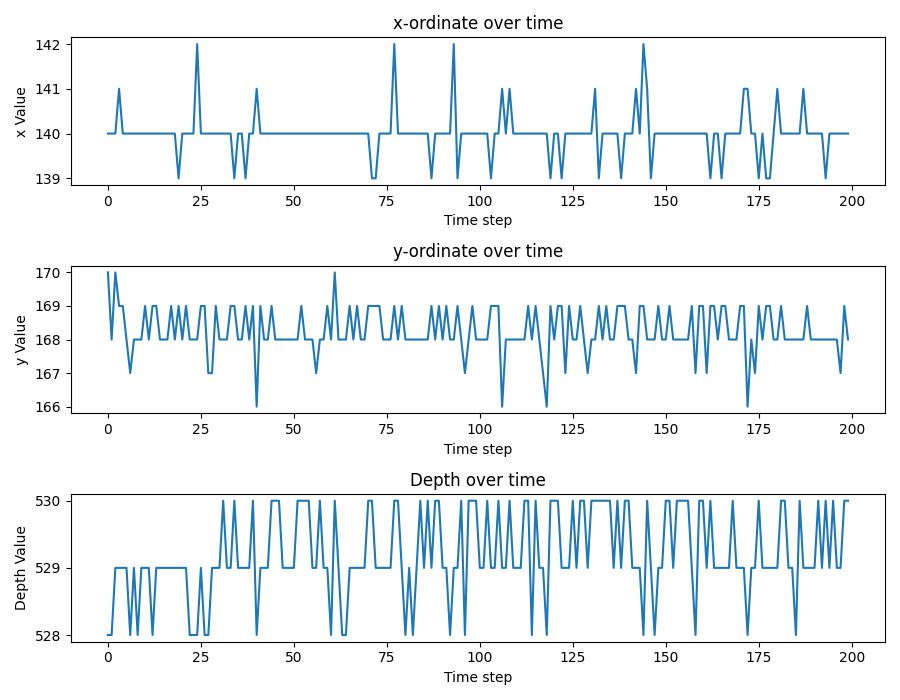 x-ordinate over time
142
141
140
139
x Value
0 25 50 75 100 125 150 175 200
Time step
y-ordinate over time
170
169
168
167
166
y Value
0 25 50 75 100 125 150 175 200
Time step
Depth over time
530
529
528
Depth Value
0 25 50 75 100 125 150 175 200
Time step